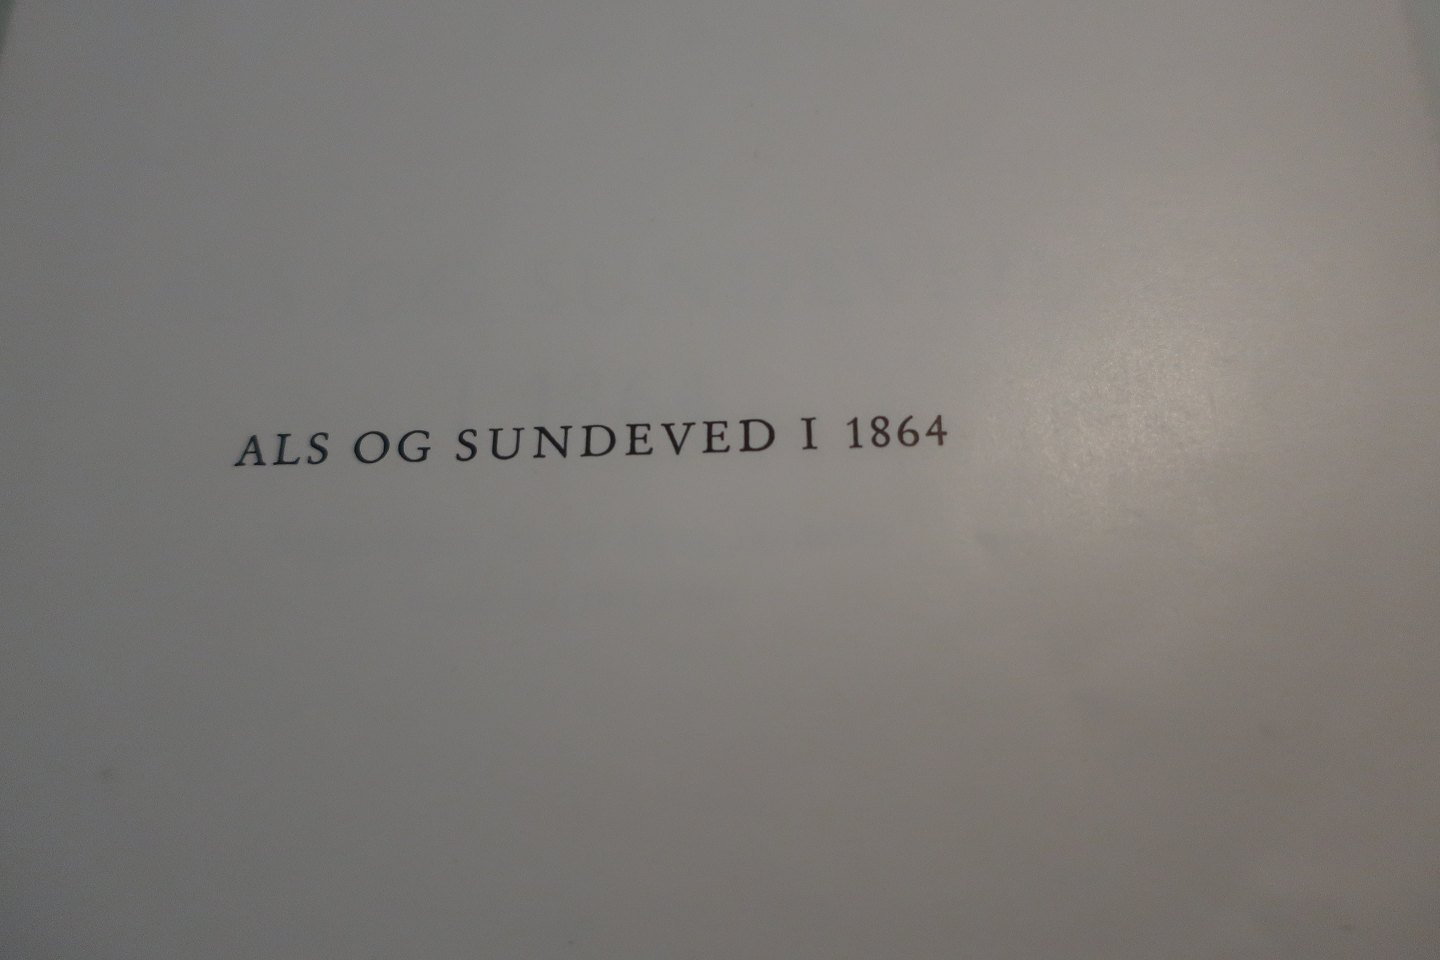 ALS OG SUNDEVED I 1864